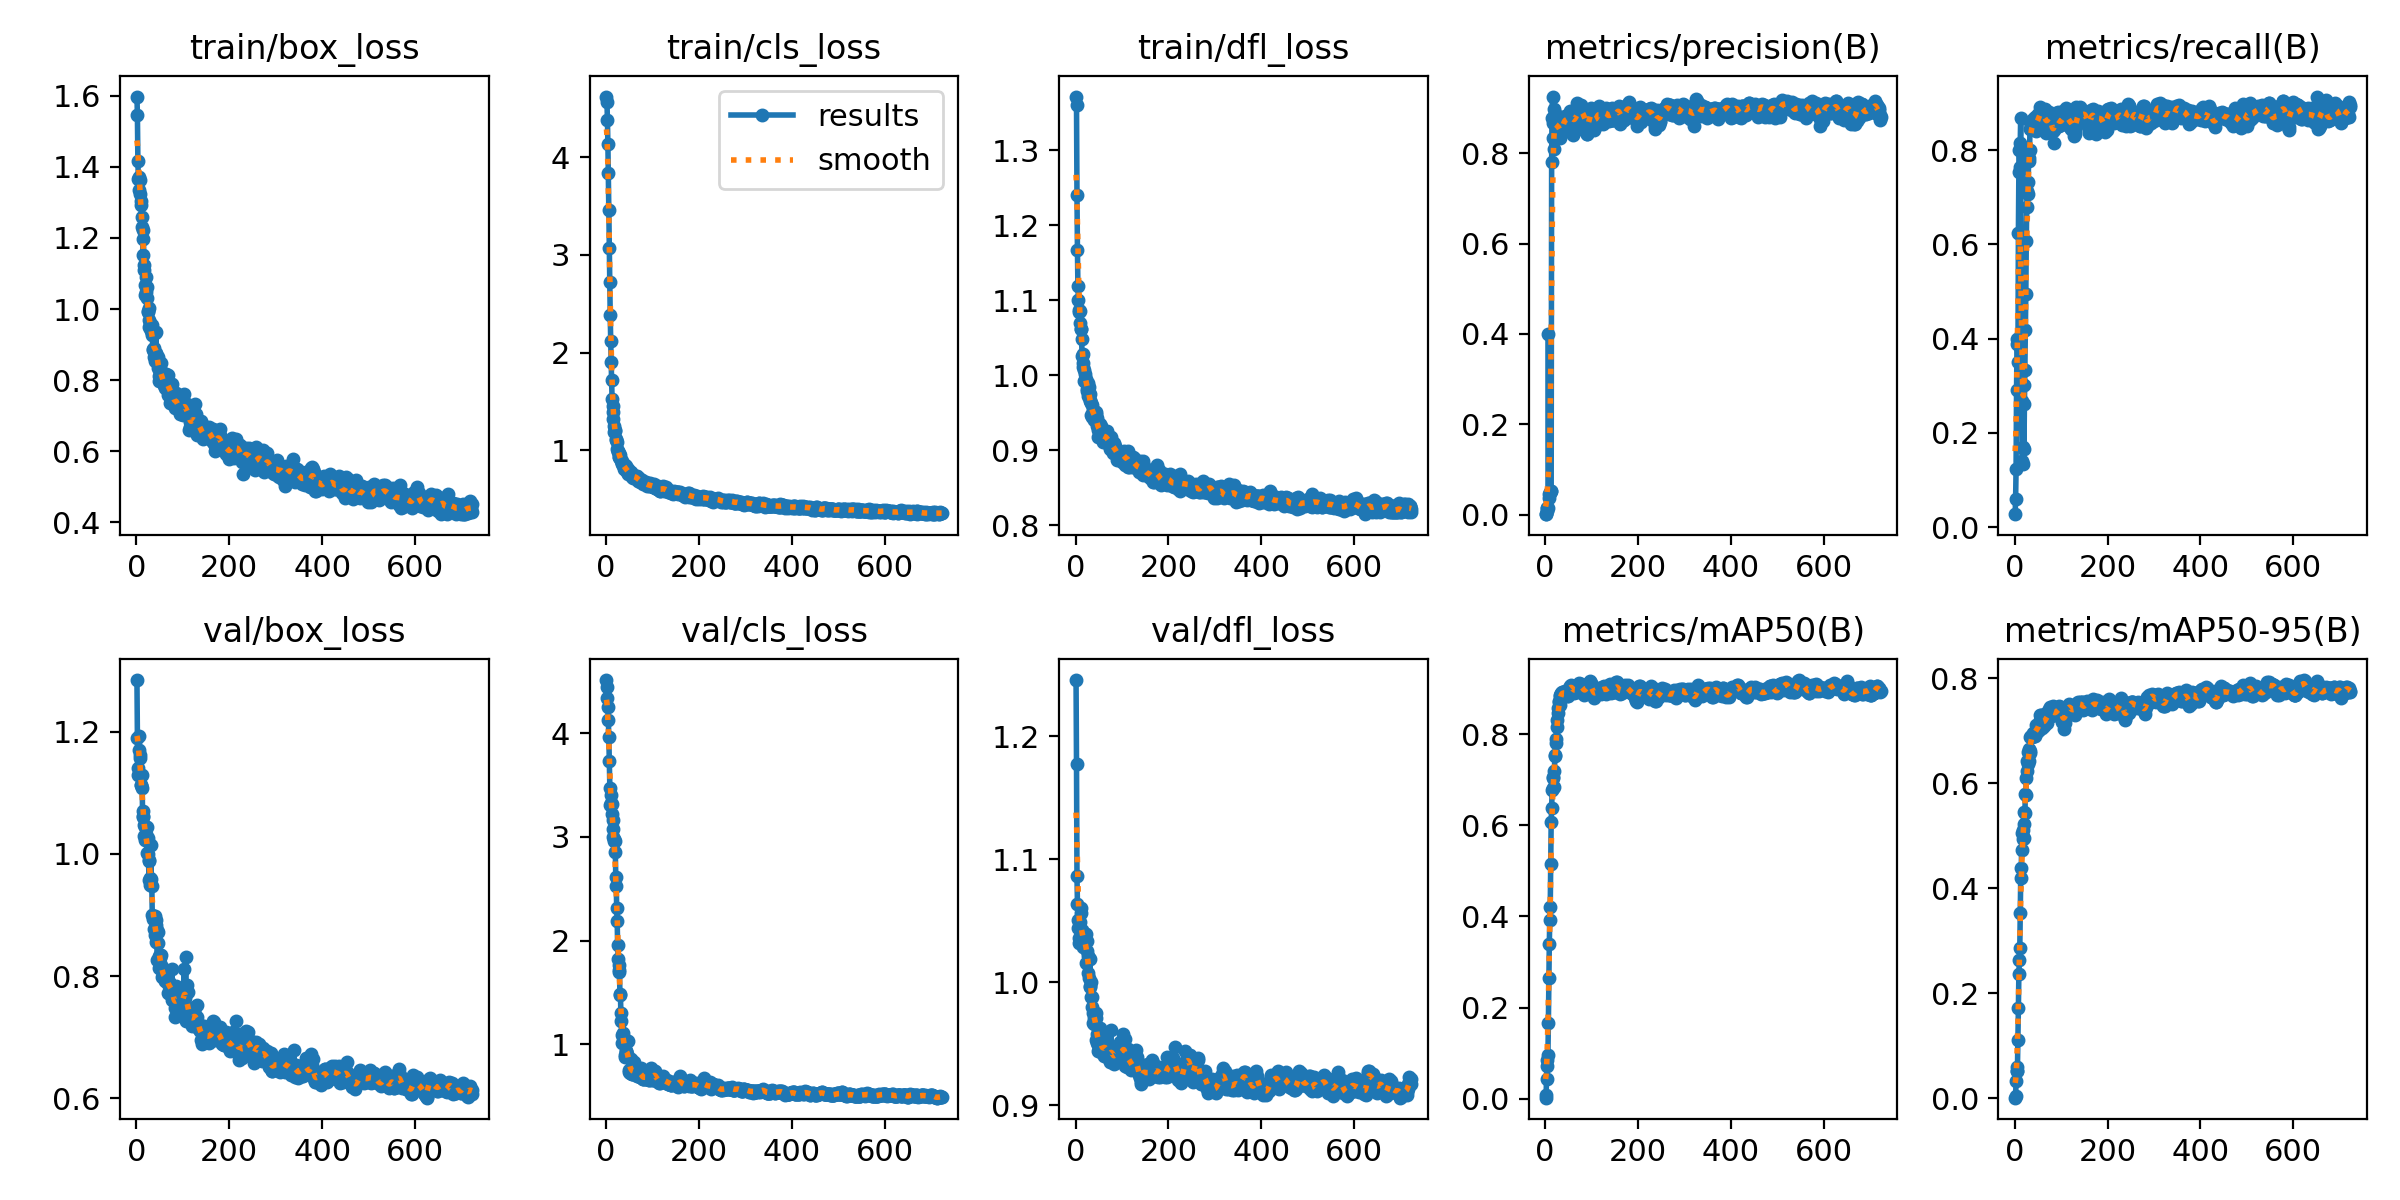 train/box_loss
1.6
1.4
1.2
1.0
0.8
0.6
0.4
0 200 400 600
train/cls_loss
results
smooth
4
3
2
1
0 200 400 600
train/dfl_loss
1.3
1.2
1.1
1.0
0.9
0.8
0 200 400 600
metrics/precision(B)
0.8
0.6
0.4
0.2
0.0
0 200 400 600
metrics/recall(B)
0.8
0.6
0.4
0.2
0.0
0 200 400 600
val/box_loss
1.2
1.0
0.8
0.6
0 200 400 600
val/cls_loss
4
3
2
1
0 200 400 600
val/dfl_loss
1.2
1.1
1.0
0.9
0 200 400 600
metrics/mAP50(B)
0.8
0.6
0.4
0.2
0.0
0 200 400 600
metrics/mAP50-95(B)
0.8
0.6
0.4
0.2
0.0
0 200 400 600